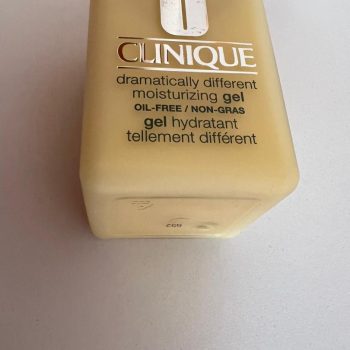 CLINIQUE
dramatically different
moisturizing gel
OIL-FREE / NON-GRAS
gel hydratant
tellement différent